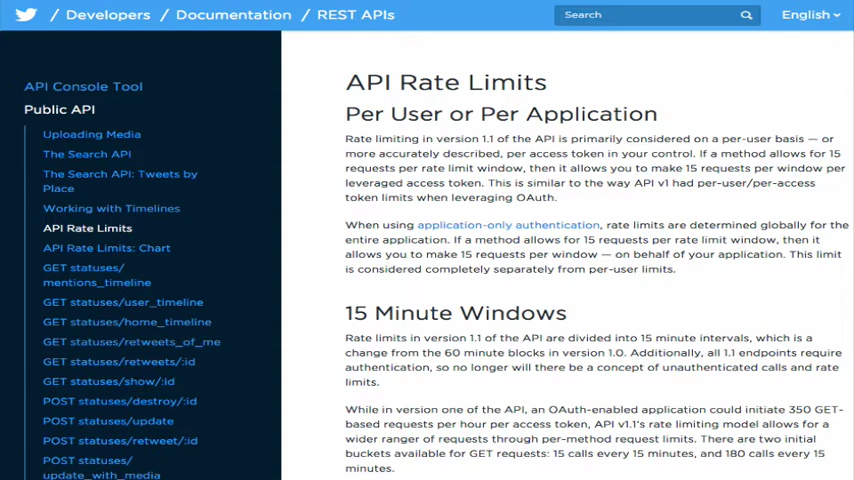 / Developers / Documentation / REST APIs
Search
English
API Console Tool
Public API
Uploading Media
The Search API
The Search API: Tweets by
Place
Working with Timelines
API Rate Limits
API Rate Limits: Chart
GET statuses/
mentions_timeline
GET statuses/user_timeline
GET statuses/home_timeline
GET statuses/retweets_of_me
GET statuses/retweets/:id
GET statuses/show/:id
POST statuses/destroy/:id
POST statuses/update
POST statuses/retweet/:id
POST statuses/
update_with_media
API Rate Limits
Per User or Per Application
Rate limiting in version 1.1 of the API is primarily considered on a per-user basis — or
more accurately described, per access token in your control. If a method allows for 15
requests per rate limit window, then it allows you to make 15 requests per window per
leveraged access token. This is similar to the way API v1 had per-user/per-access
token limits when leveraging OAuth.
When using application-only authentication, rate limits are determined globally for the
entire application. If a method allows for 15 requests per rate limit window, then it
allows you to make 15 requests per window — on behalf of your application. This limit
is considered completely separately from per-user limits.
15 Minute Windows
Rate limits in version 1.1 of the API are divided into 15 minute intervals, which is a
change from the 60 minute blocks in version 1.0. Additionally, all 1.1 endpoints require
authentication, so no longer will there be a concept of unauthenticated calls and rate
limits.
While in version one of the API, an OAuth-enabled application could initiate 350 GET-
based requests per hour per access token, API v1.1's rate limiting model allows for a
wider range of requests through per-method request limits. There are two initial
buckets available for GET requests: 15 calls every 15 minutes, and 180 calls every 15
minutes.